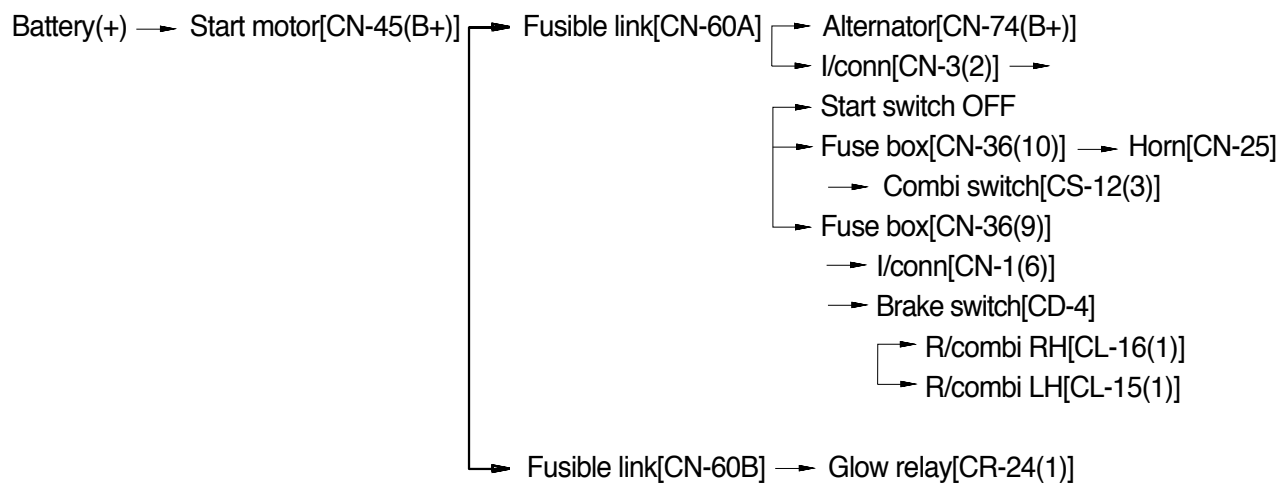 Battery(+) → Start motor[CN-45(B+)] → Fusible link[CN-60A] → Alternator[CN-74(B+)]
→ I/conn[CN-3(2)] →
→ Start switch OFF
→ Fuse box[CN-36(10)] → Horn[CN-25]
→ Combi switch[CS-12(3)]
→ Fuse box[CN-36(9)]
→ I/conn[CN-1(6)]
→ Brake switch[CD-4]
→ R/combi RH[CL-16(1)]
→ R/combi LH[CL-15(1)]
→ Fusible link[CN-60B] → Glow relay[CR-24(1)]